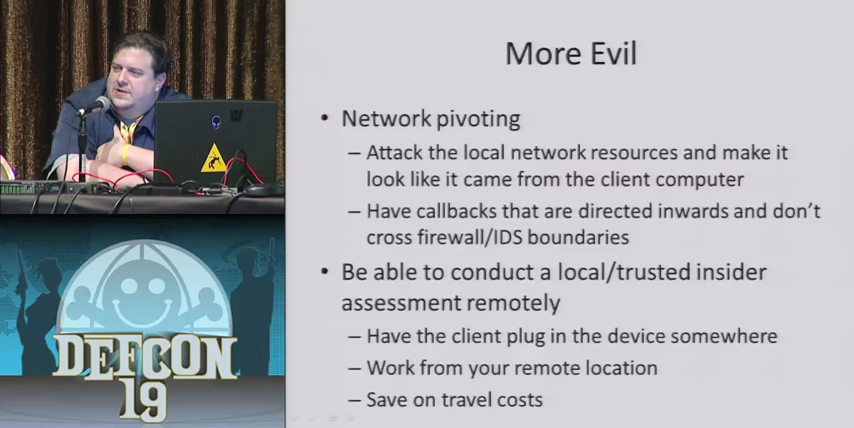 More Evil
• Network pivoting
– Attack the local network resources and make it
look like it came from the client computer
– Have callbacks that are directed inwards and don't
cross firewall/IDS boundaries
• Be able to conduct a local/trusted insider
assessment remotely
– Have the client plug in the device somewhere
– Work from your remote location
– Save on travel costs
DEFCON
19